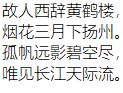 故人西辞黄鹤楼，
烟花三月下扬州。
孤帆远影碧空尽，
唯见长江天际流。